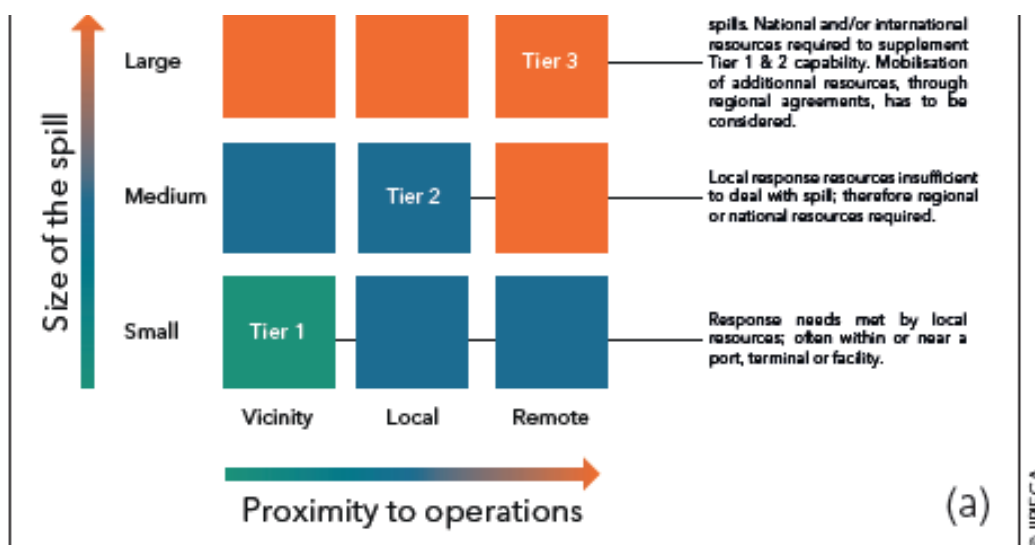 spills. National and/or international
resources required to supplement
Tier 1 & 2 capability. Mobilisation
of additionnal resources, through
regional agreements, has to be
considered.
Large
Tier 3
Medium
Tier 2
Local response resources insufficient
to deal with spill; therefore regional
or national resources required.
Small
Tier 1
Response needs met by local
resources; often within or near a
port, terminal or facility.
Size of the spill
Vicinity
Local
Remote
Proximity to operations
(a)